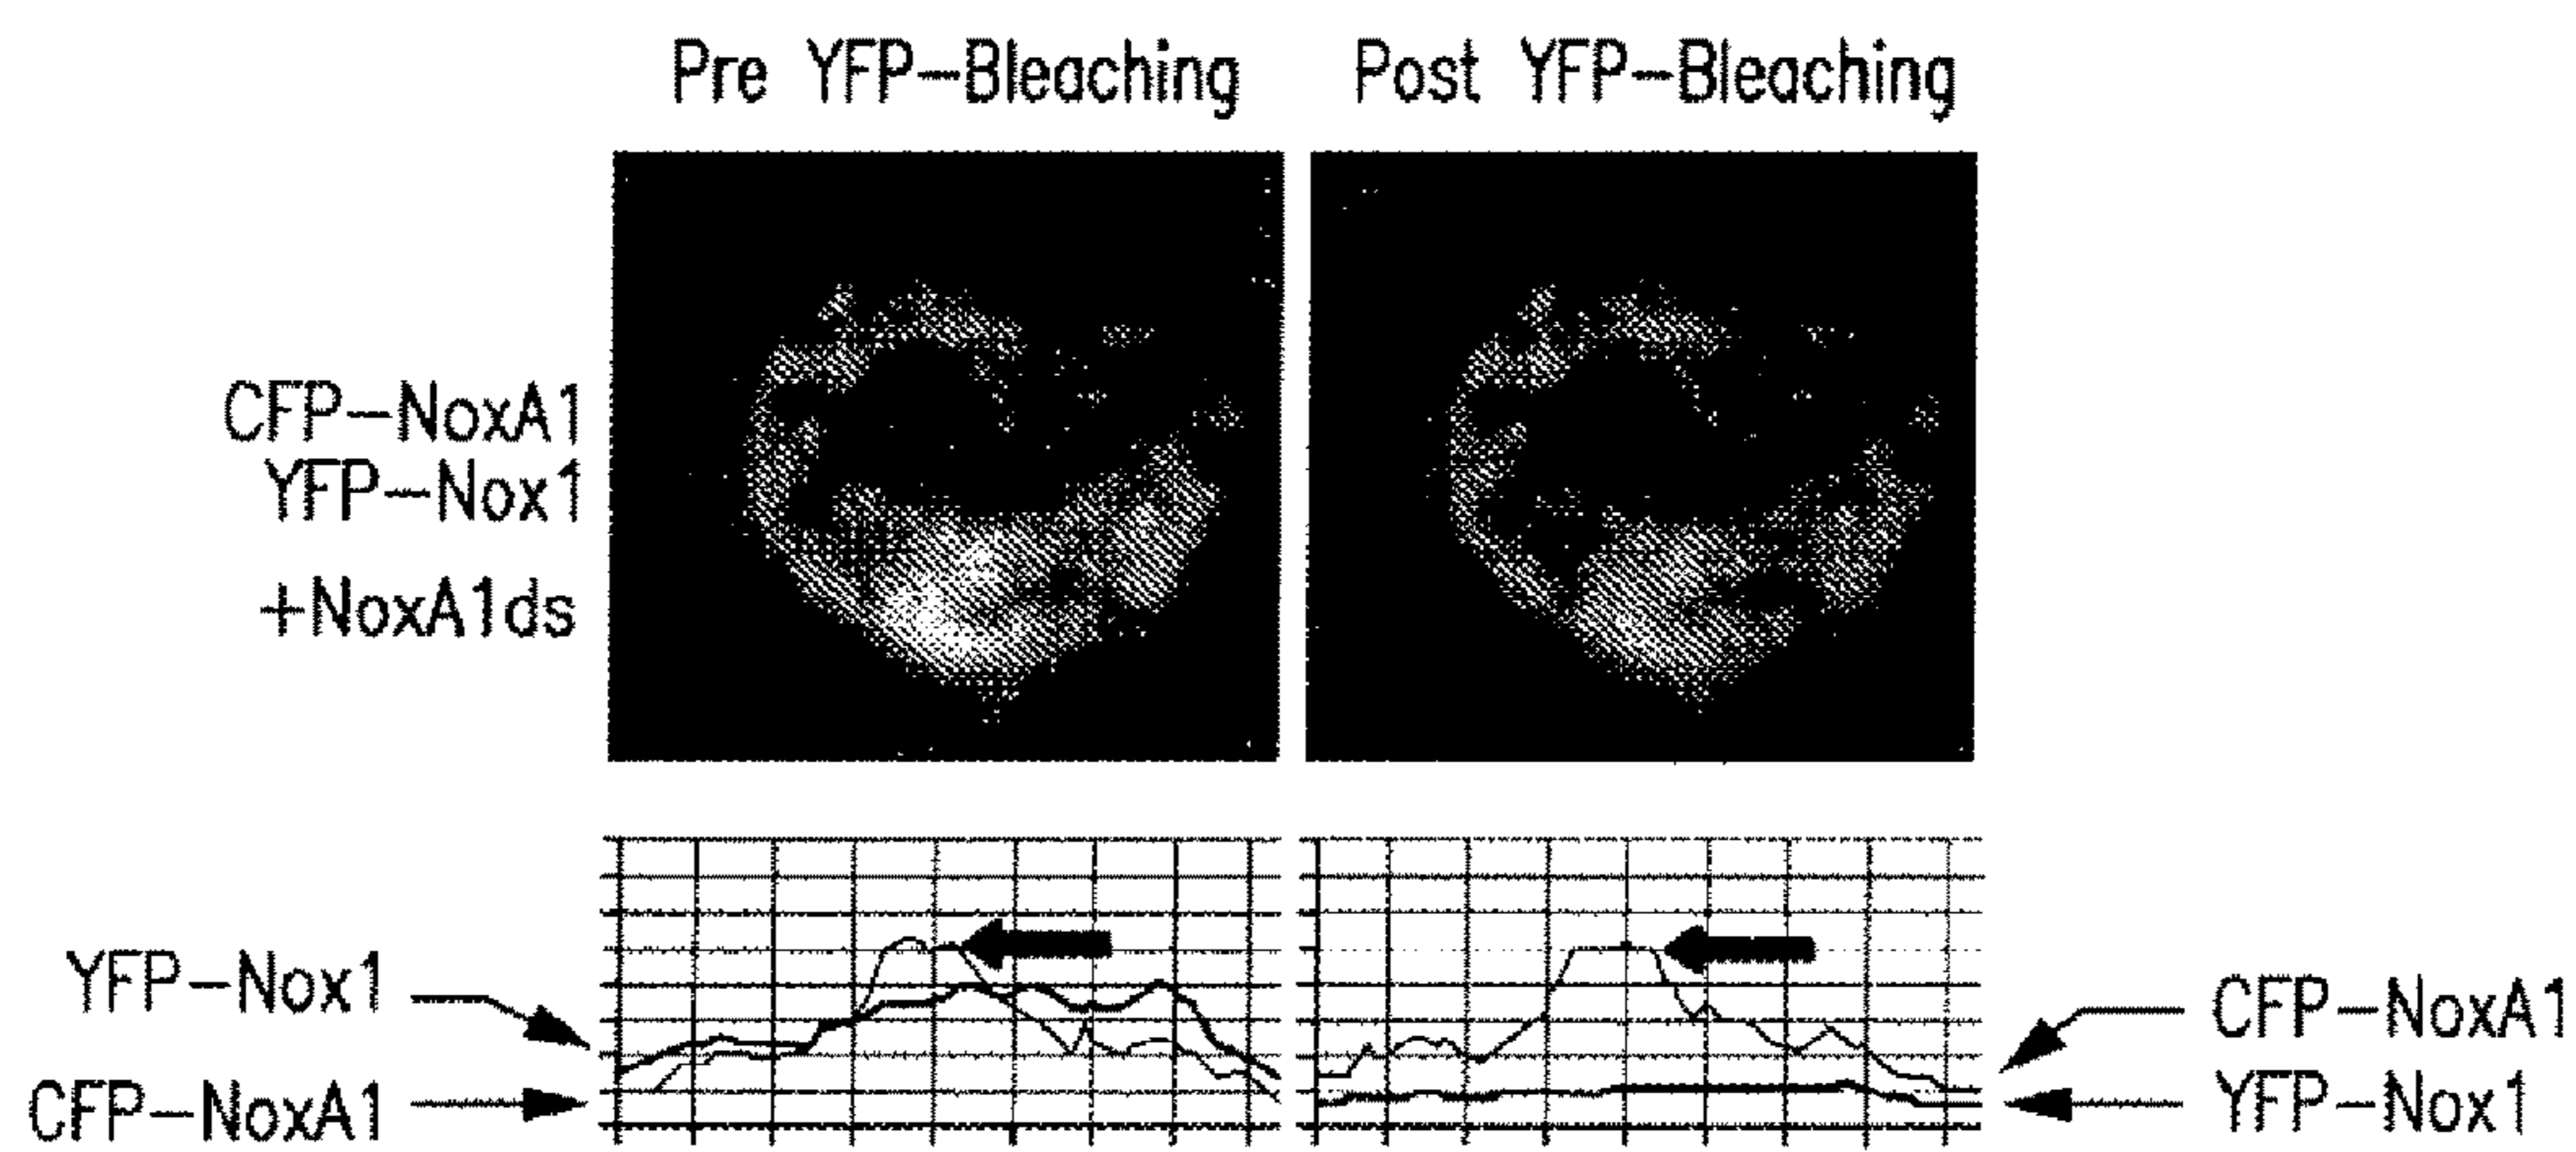 Pre YFP-Bleaching
Post YFP-Bleaching
CFP-NoxA1
YFP-Nox1
+NoxA1ds
YFP-Nox1
CFP-NoxA1
CFP-NoxA1
YFP-Nox1